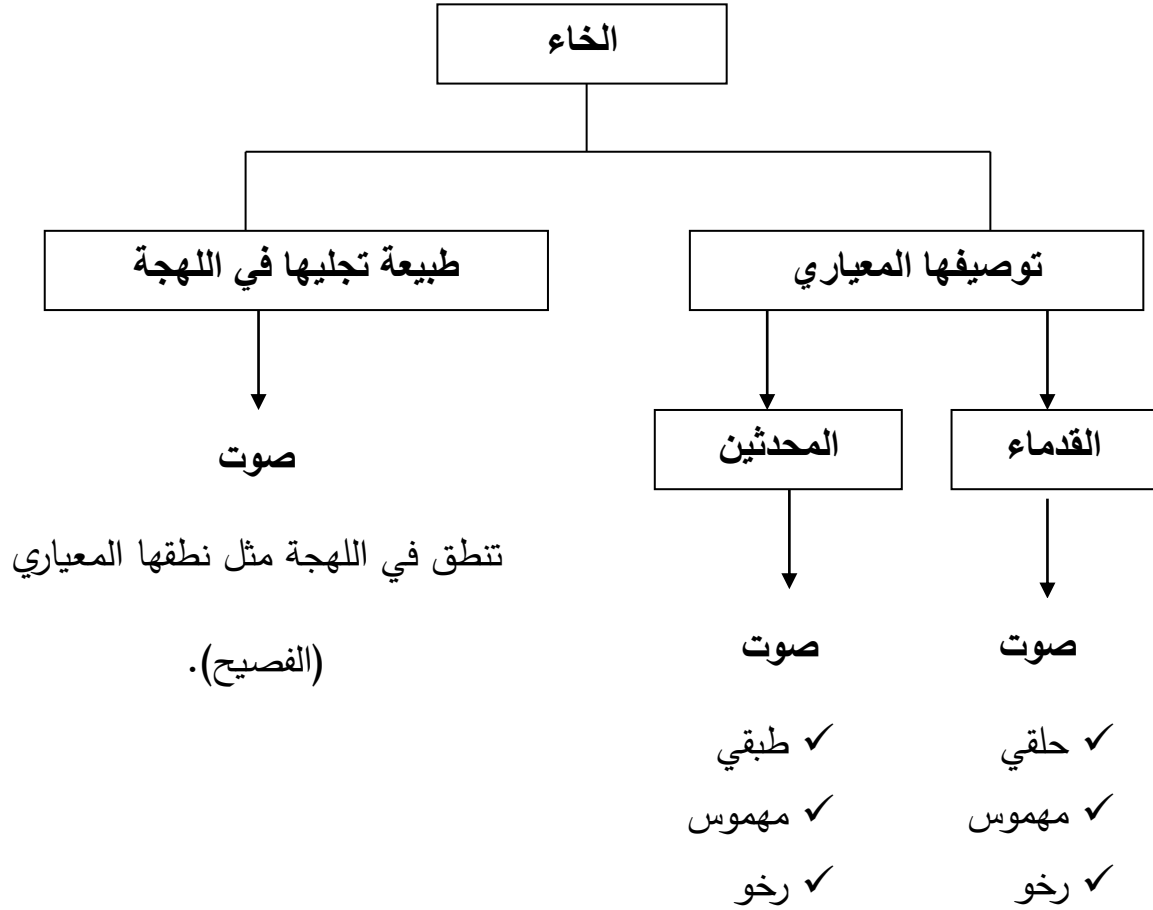 الخاء
توصيفها المعياري
طبيعة تجليها في اللهجة
القدماء
المحدثين
صوت
حلقي
مهموس
رخو
صوت
طبقي
مهموس
رخو
صوت
تنطق في اللهجة مثل نطقها المعياري
(الفصيح).